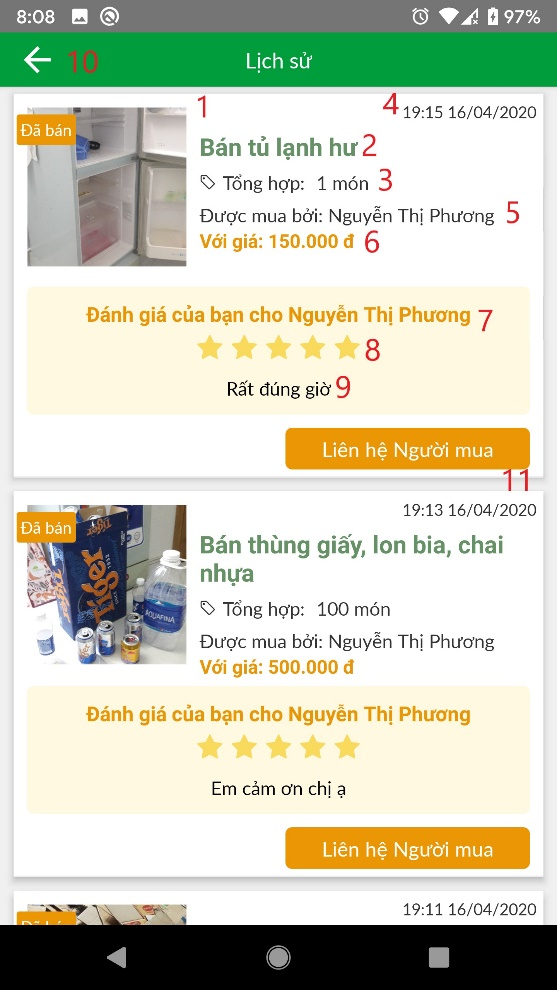 8:08
97%
10
Lịch sử
1
4
19:15 16/04/2020
Đã bán
Bán tủ lạnh hư 2
Tổng hợp: 1 món 3
Được mua bởi: Nguyễn Thị Phương 5
Với giá: 150.000 đ 6
Đánh giá của bạn cho Nguyễn Thị Phương 7
8
Rất đúng giờ 9
Liên hệ Người mua
11
19:13 16/04/2020
Đã bán
Tiger
Tiger
AQUAFINA
Bán thùng giấy, lon bia, chai
nhựa
Tổng hợp: 100 món
Được mua bởi: Nguyễn Thị Phương
Với giá: 500.000 đ
Đánh giá của bạn cho Nguyễn Thị Phương
Em cảm ơn chị ạ
Liên hệ Người mua
19:11 16/04/2020
Đã bán